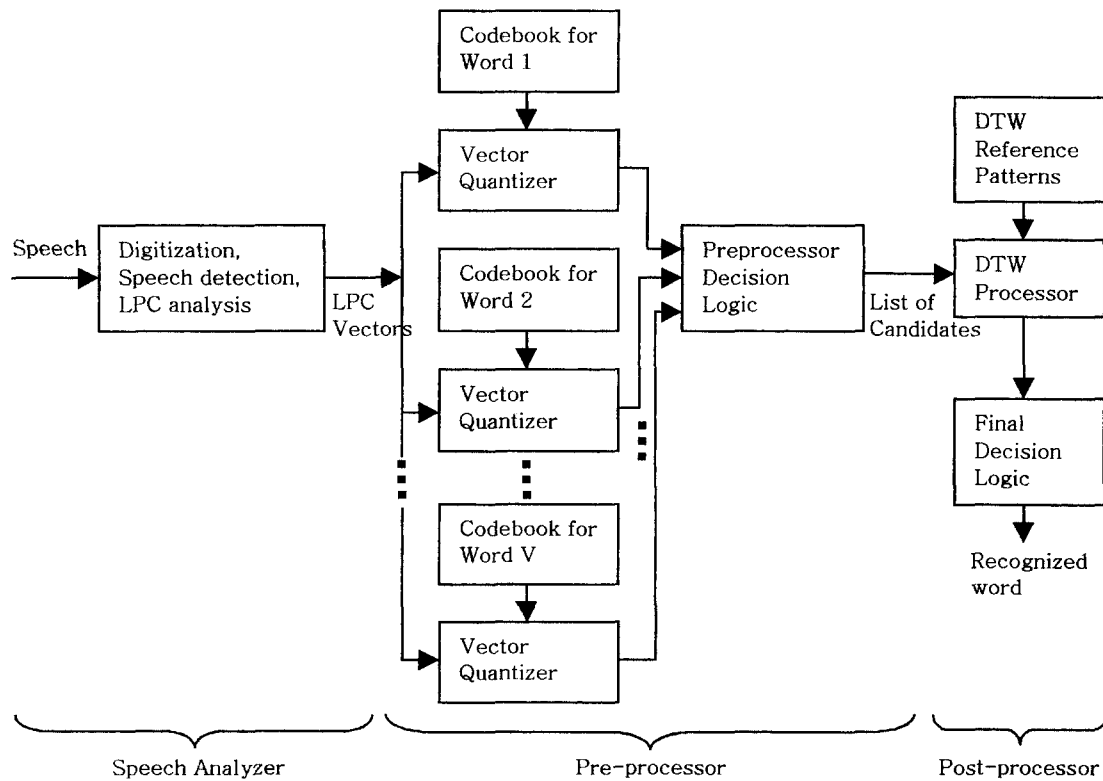 Codebook for
Word 1
Vector
Quantizer
Speech
Digitization,
Speech detection,
LPC analysis
LPC
Vectors
Codebook for
Word 2
Vector
Quantizer
Codebook for
Word V
Vector
Quantizer
Preprocessor
Decision
Logic
List of
Candidates
DTW
Reference
Patterns
DTW
Processor
Final
Decision
Logic
Recognized
word
Speech Analyzer
Pre-processor
Post-processor